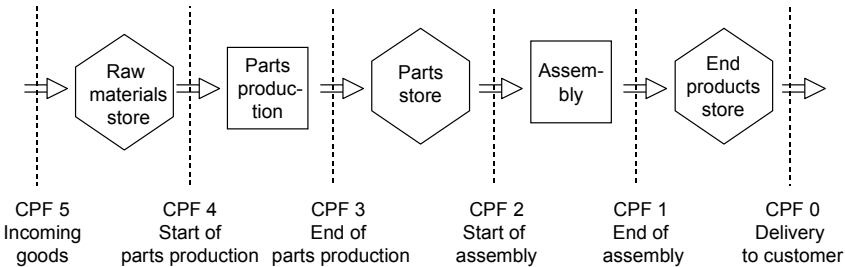 Raw
materials
store
Parts
produc-
tion
Parts
store
Assem-
bly
End
products
store
CPF 5
Incoming
goods
CPF 4
Start of
parts production
CPF 3
End of
parts production
CPF 2
Start of
assembly
CPF 1
End of
assembly
CPF 0
Delivery
to customer